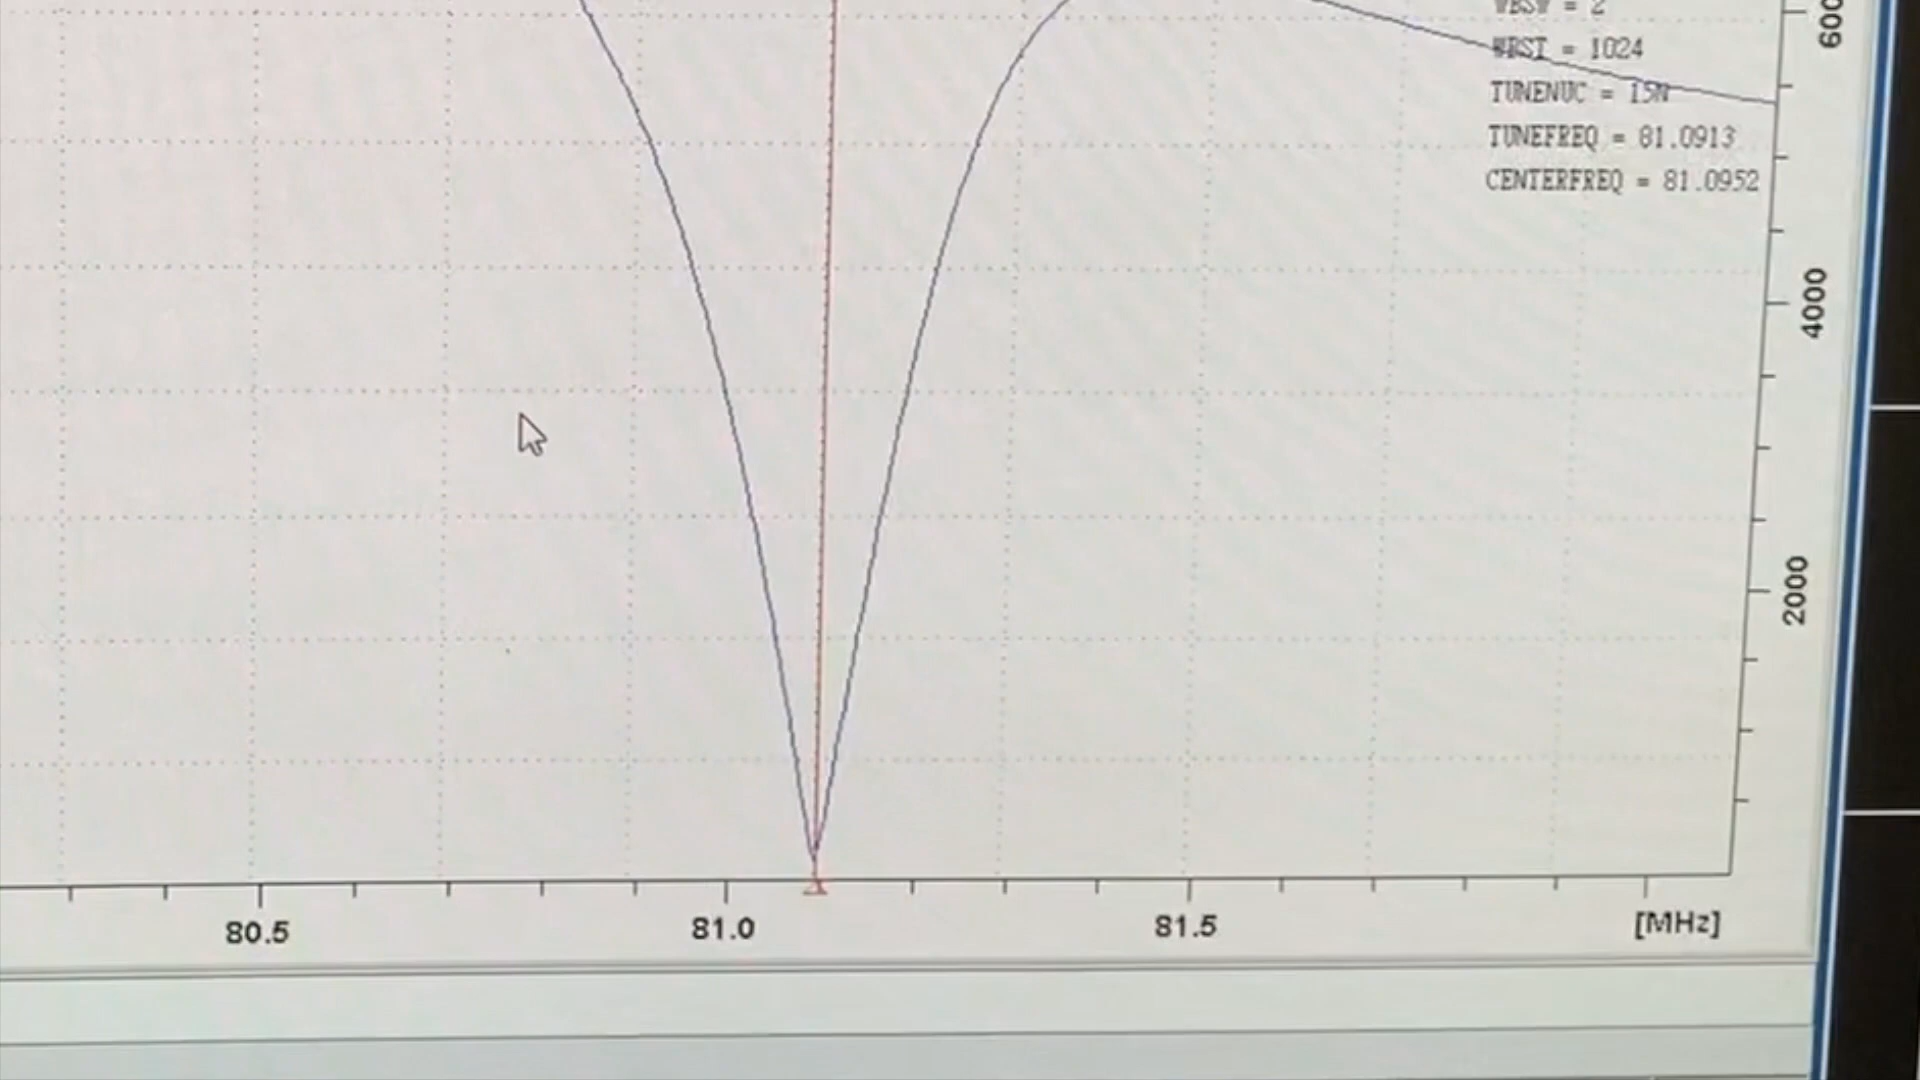 WBSW = 2
WBST = 1024
TUNENUC = 15N
TUNEFREQ = 81.0913
CENTERFREQ = 81.0952
4000
2000
80.5
81.0
81.5
[MHz]